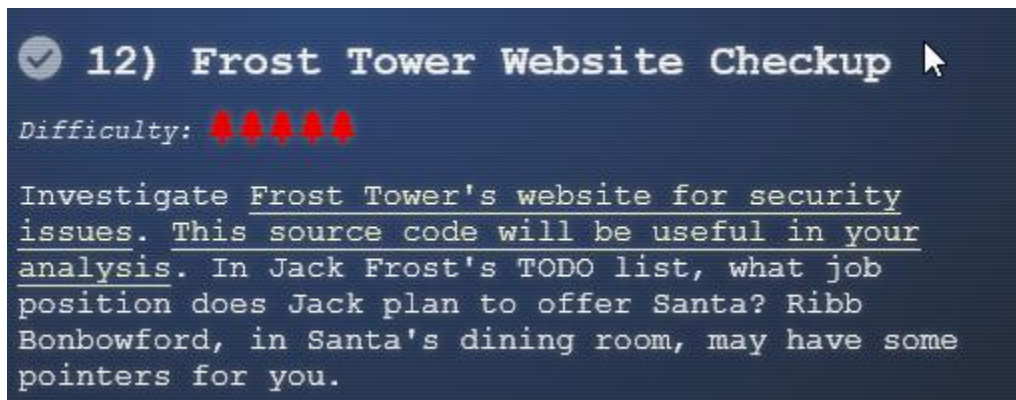 12) Frost Tower Website Checkup
Difficulty:
Investigate Frost Tower's website for security
issues. This source code will be useful in your
analysis. In Jack Frost's TODO list, what job
position does Jack plan to offer Santa? Ribb
Bonbowford, in Santa's dining room, may have some
pointers for you.